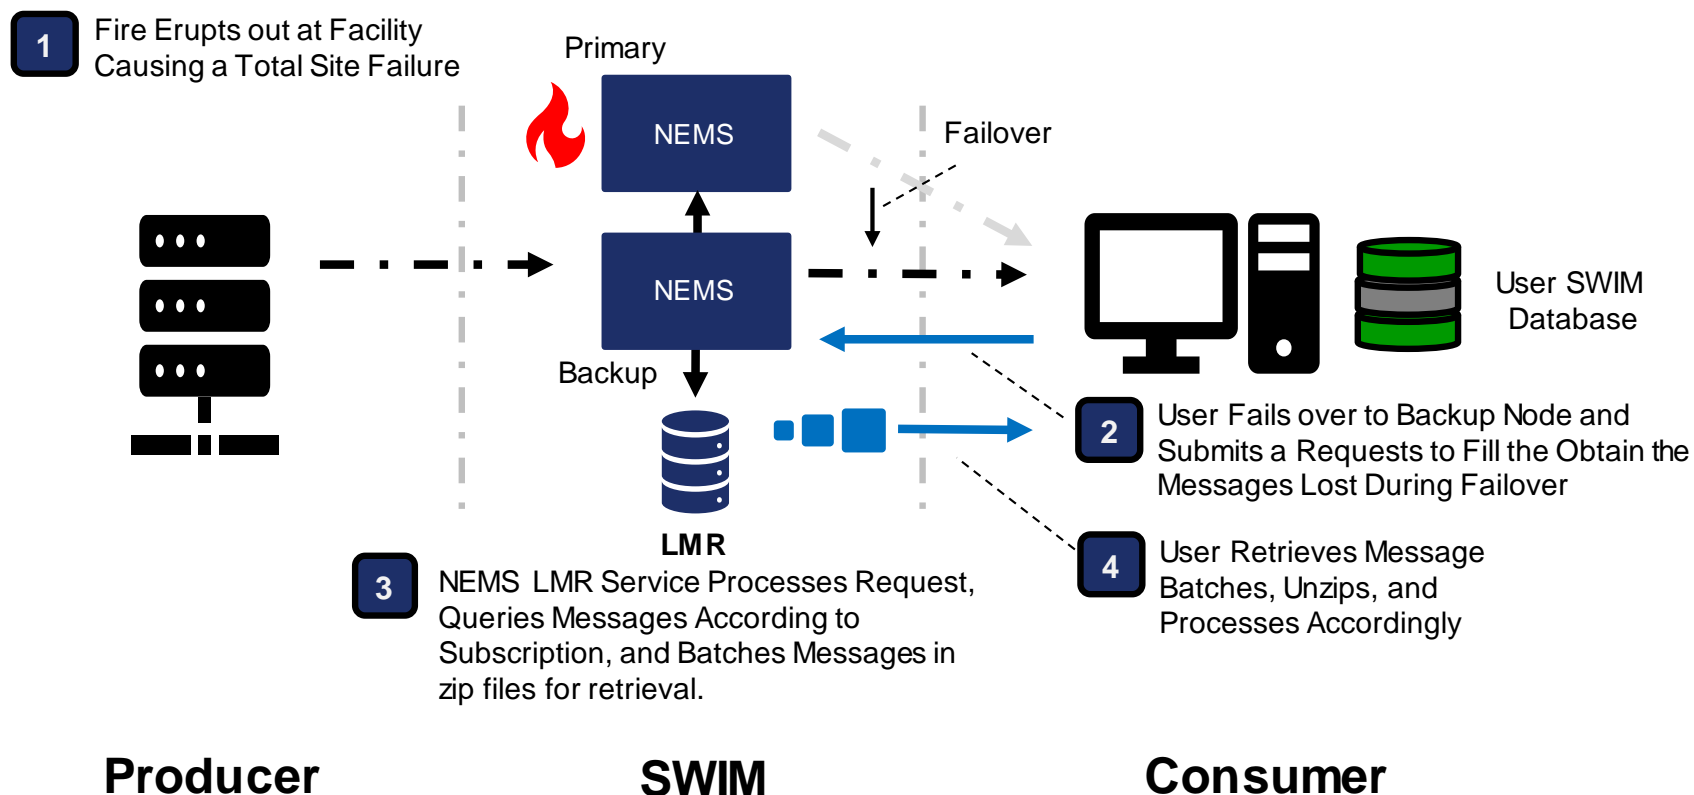 1
Fire Erupts out at Facility
Causing a Total Site Failure
Primary
NEMS
Failover
NEMS
User SWIM
Database
Backup
2
User Fails over to Backup Node and
Submits a Requests to Fill the Obtain the
Messages Lost During Failover
LMR
3
NEMS LMR Service Processes Request,
Queries Messages According to
Subscription, and Batches Messages in
zip files for retrieval.
4
User Retrieves Message
Batches, Unzips, and
Processes Accordingly
Producer
SWIM
Consumer